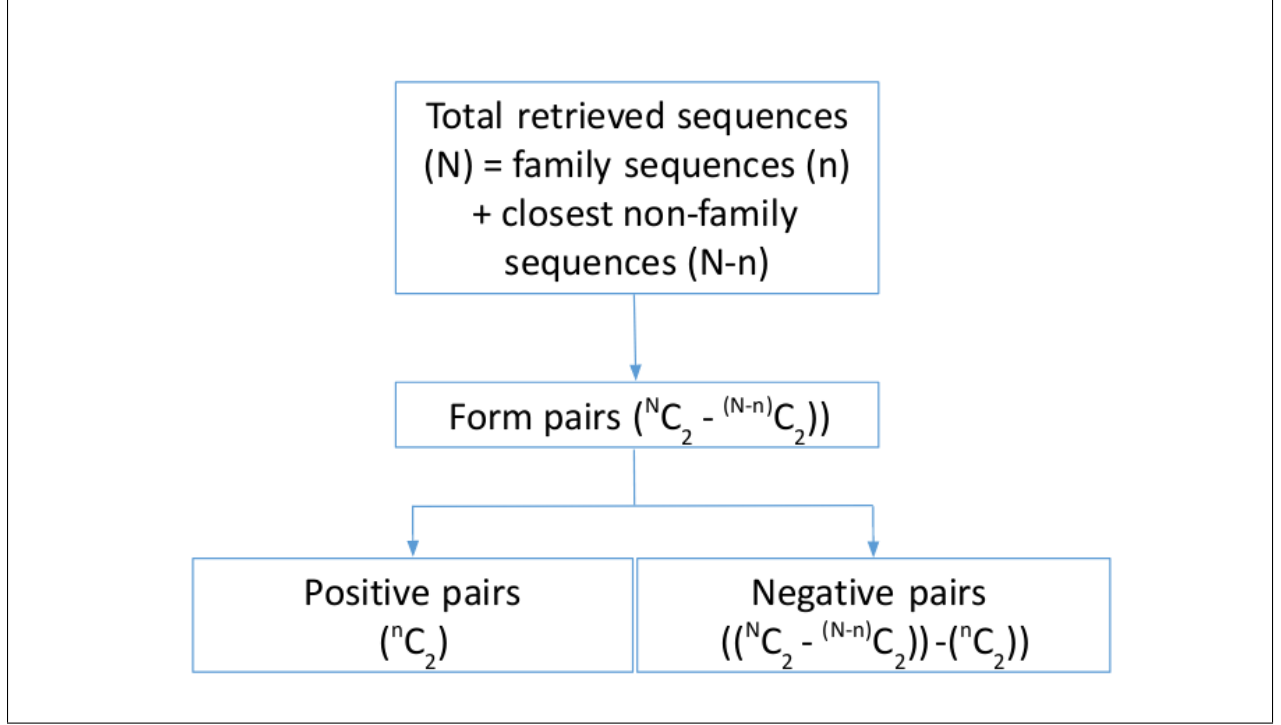 Total retrieved sequences
(N) = family sequences (n)
+ closest non-family
sequences (N-n)
Form pairs (ᴺC₂ - ⁽ᴺ⁻ⁿ⁾C₂))
Positive pairs
(ⁿC₂)
Negative pairs
((ᴺC₂ - ⁽ᴺ⁻ⁿ⁾C₂)) -(ⁿC₂))